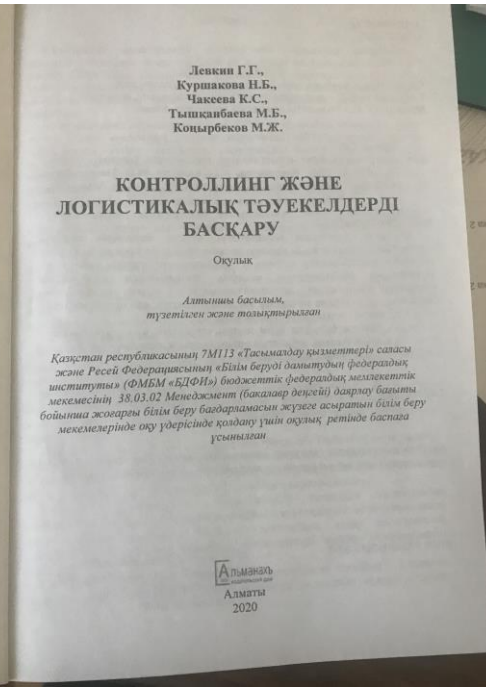 Левкин Г.Г.,
Куршакова Н.Б.,
Чакеева К.С.,
Тышқанбаева М.Б.,
Коңырбеков М.Ж.
КОНТРОЛЛИНГ ЖӘНЕ
ЛОГИСТИКАЛЫҚ ТӘУЕКЕЛДЕРДІ
БАСҚАРУ
Оқулық
Алтыншы басылым,
түзетілген және толықтырылған
Қазқстан республикасының 7М113 «Тасымалдау қызметтері» саласы
және Ресей Федерациясының «Білім беруді дамытудың федералдық
институты» (ФМБМ «БДФИ») бюджеттік федералдық мемлекеттік
мекемесінің 38.03.02 Менеджмент (бакалавр деңгейі) даярлау бағыты
бойынша жоғарғы білім беру бағдарламасын жүзеге асыратын білім беру
мекемелерінде оқу үдерісінде қолдану үшін оқулық ретінде баспаға
ұсынылған
Альманахъ
Алматы
2020